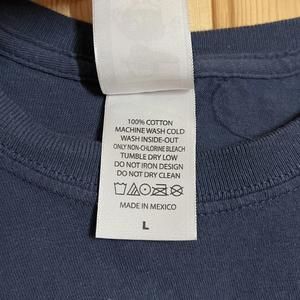 100% COTTON
MACHINE WASH COLD
WASH INSIDE-OUT
ONLY NON-CHLORINE BLEACH
TUMBLE DRY LOW
DO NOT IRON DESIGN
DO NOT DRY CLEAN
MADE IN MEXICO
L